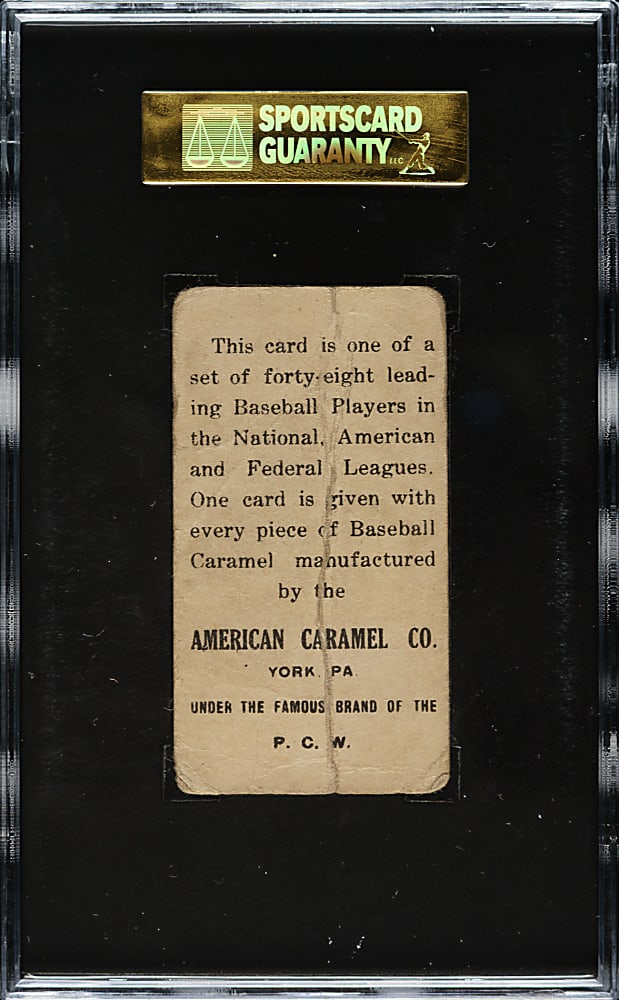 SPORTSCARD
GUARANTY LLC
This card is one of a
set of forty-eight lead-
ing Baseball Players in
the National, American
and Federal Leagues.
One card is given with
every piece of Baseball
Caramel manufactured
by the
AMERICAN CARAMEL CO.
YORK, PA.
UNDER THE FAMOUS BRAND OF THE
P. C. W.